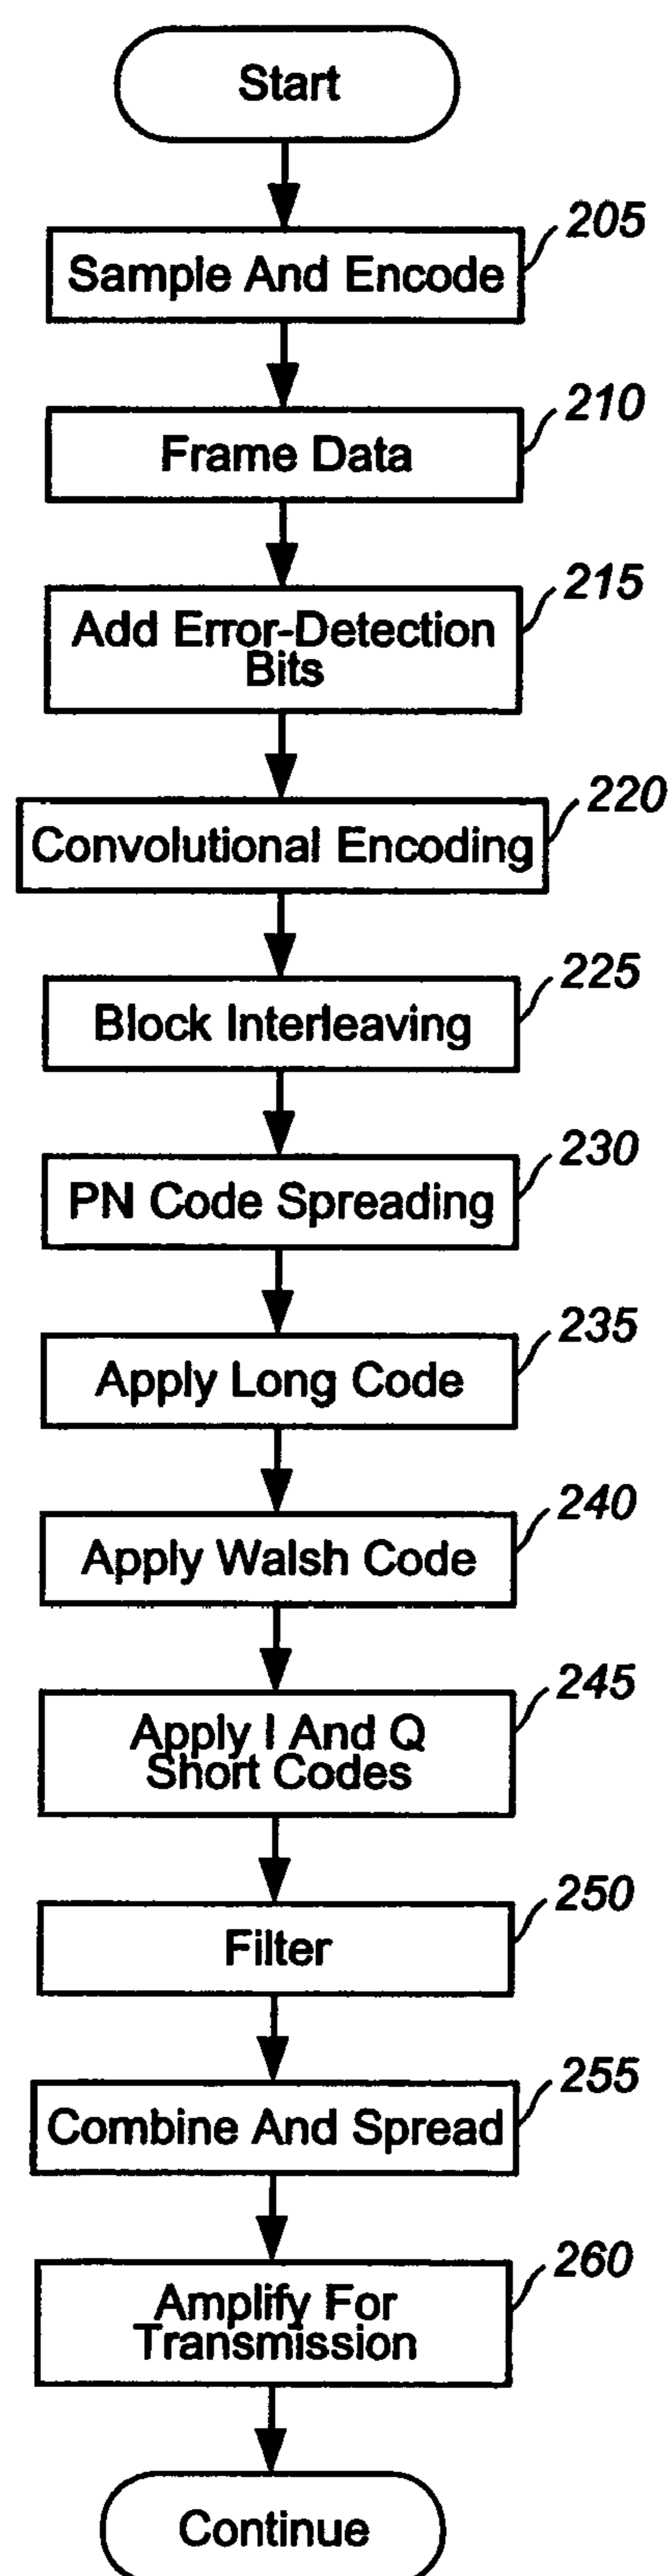 Start
205
Sample And Encode
210
Frame Data
215
Add Error-Detection
Bits
220
Convolutional Encoding
225
Block Interleaving
230
PN Code Spreading
235
Apply Long Code
240
Apply Walsh Code
245
Apply I And Q
Short Codes
250
Filter
255
Combine And Spread
260
Amplify For
Transmission
Continue